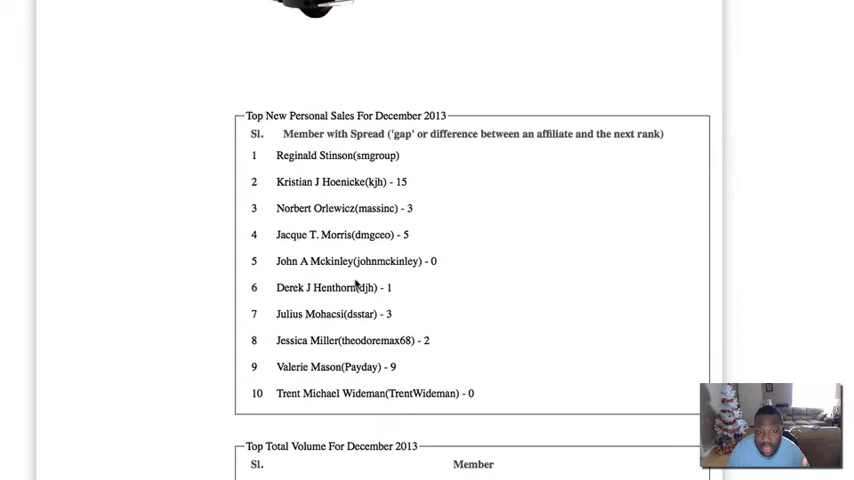 Top New Personal Sales For December 2013
Sl. Member with Spread ('gap' or difference between an affiliate and the next rank)
1 Reginald Stinson(smgroup)
2 Kristian J Hoenicke(kjh) - 15
3 Norbert Orlewicz(massinc) - 3
4 Jacque T. Morris(dmgceo) - 5
5 John A Mckinley(johnmckinley) - 0
6 Derek J Henthorn(djh) - 1
7 Julius Mohacsi(dsstar) - 3
8 Jessica Miller(theodoremax68) - 2
9 Valerie Mason(Payday) - 9
10 Trent Michael Wideman(TrentWideman) - 0
Top Total Volume For December 2013
Sl. Member